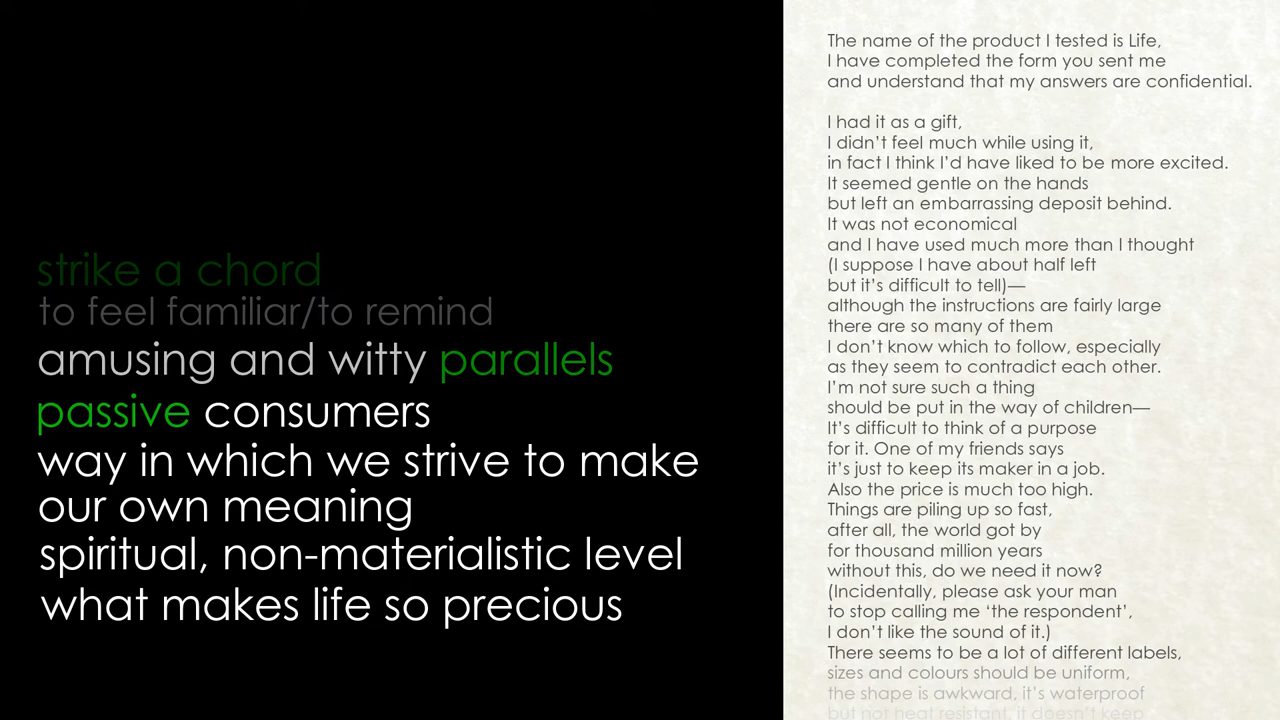 strike a chord
to feel familiar/to remind
amusing and witty parallels
passive consumers
way in which we strive to make
our own meaning
spiritual, non-materialistic level
what makes life so precious
The name of the product I tested is Life,
I have completed the form you sent me
and understand that my answers are confidential.
I had it as a gift,
I didn't feel much while using it,
in fact I think I'd have liked to be more excited.
It seemed gentle on the hands
but left an embarrassing deposit behind.
It was not economical
and I have used much more than I thought
(I suppose I have about half left
but it's difficult to tell)—
although the instructions are fairly large
there are so many of them
I don't know which to follow, especially
as they seem to contradict each other.
I'm not sure such a thing
should be put in the way of children—
It's difficult to think of a purpose
for it. One of my friends says
it's just to keep its maker in a job.
Also the price is much too high.
Things are piling up so fast,
after all, the world got by
for thousand million years
without this, do we need it now?
(Incidentally, please ask your man
to stop calling me 'the respondent',
I don't like the sound of it.)
There seems to be a lot of different labels,
sizes and colours should be uniform,
the shape is awkward, it's waterproof
but not heat resistant, it doesn't keep